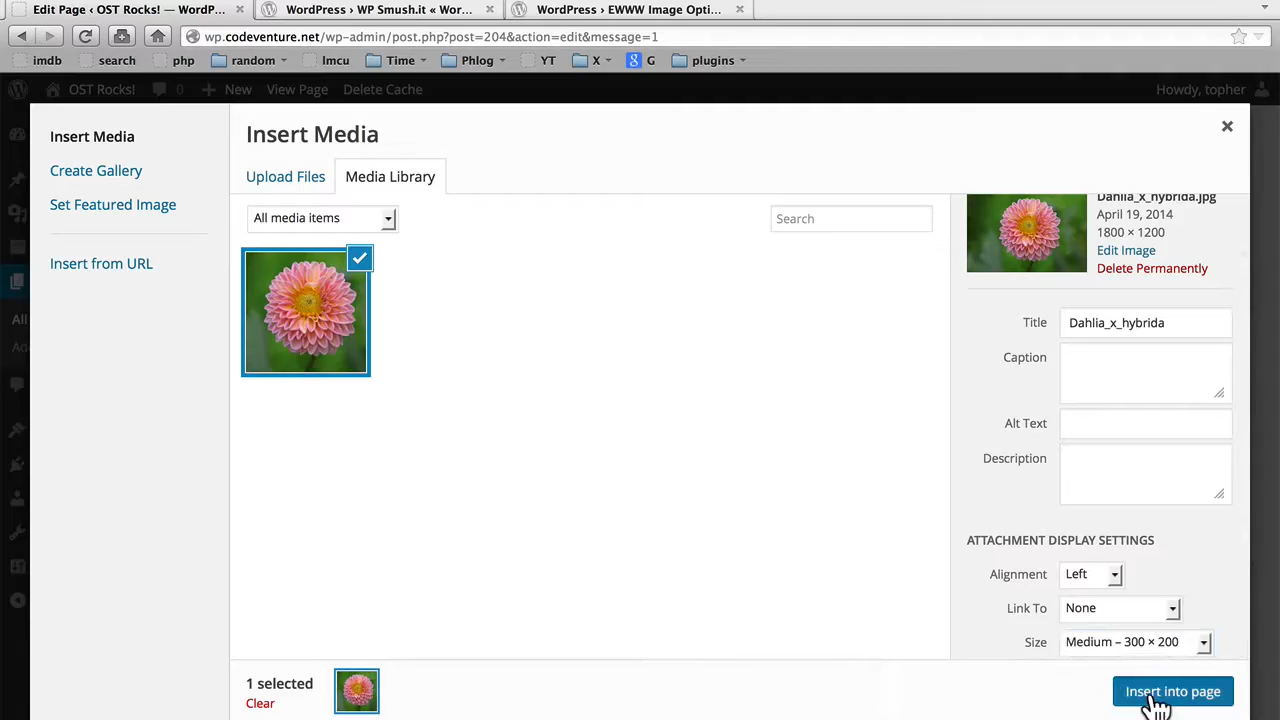 Edit Page ‹ OST Rocks! — WordP...
WordPress › WP Smush.it « Wor...
WordPress › EWWW Image Opti...
wp.codeventure.net/wp-admin/post.php?post=204&action=edit&message=1
imdb search php random Imcu Time Phlog YT X G plugins
OST Rocks! 0 + New View Page Delete Cache Howdy, topher
Insert Media
Create Gallery
Set Featured Image
Insert from URL
All
Insert Media
Upload Files Media Library
All media items Search
Dahlia_x_hybrida.jpg
April 19, 2014
1800 × 1200
Edit Image
Delete Permanently
Title Dahlia_x_hybrida
Caption
Alt Text
Description
ATTACHMENT DISPLAY SETTINGS
Alignment Left
Link To None
Size Medium – 300 × 200
1 selected
Clear
Insert into page